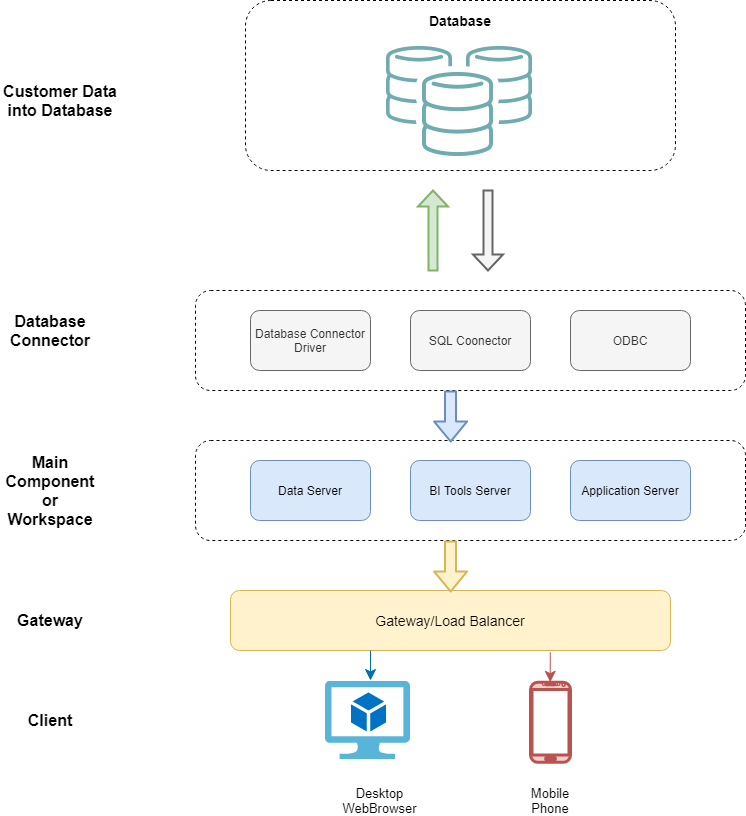 Database
Customer Data
into Database
Database
Connector
Database Connector
Driver
SQL Coonector
ODBC
Main
Component
or
Workspace
Data Server
BI Tools Server
Application Server
Gateway
Gateway/Load Balancer
Client
Desktop
WebBrowser
Mobile
Phone